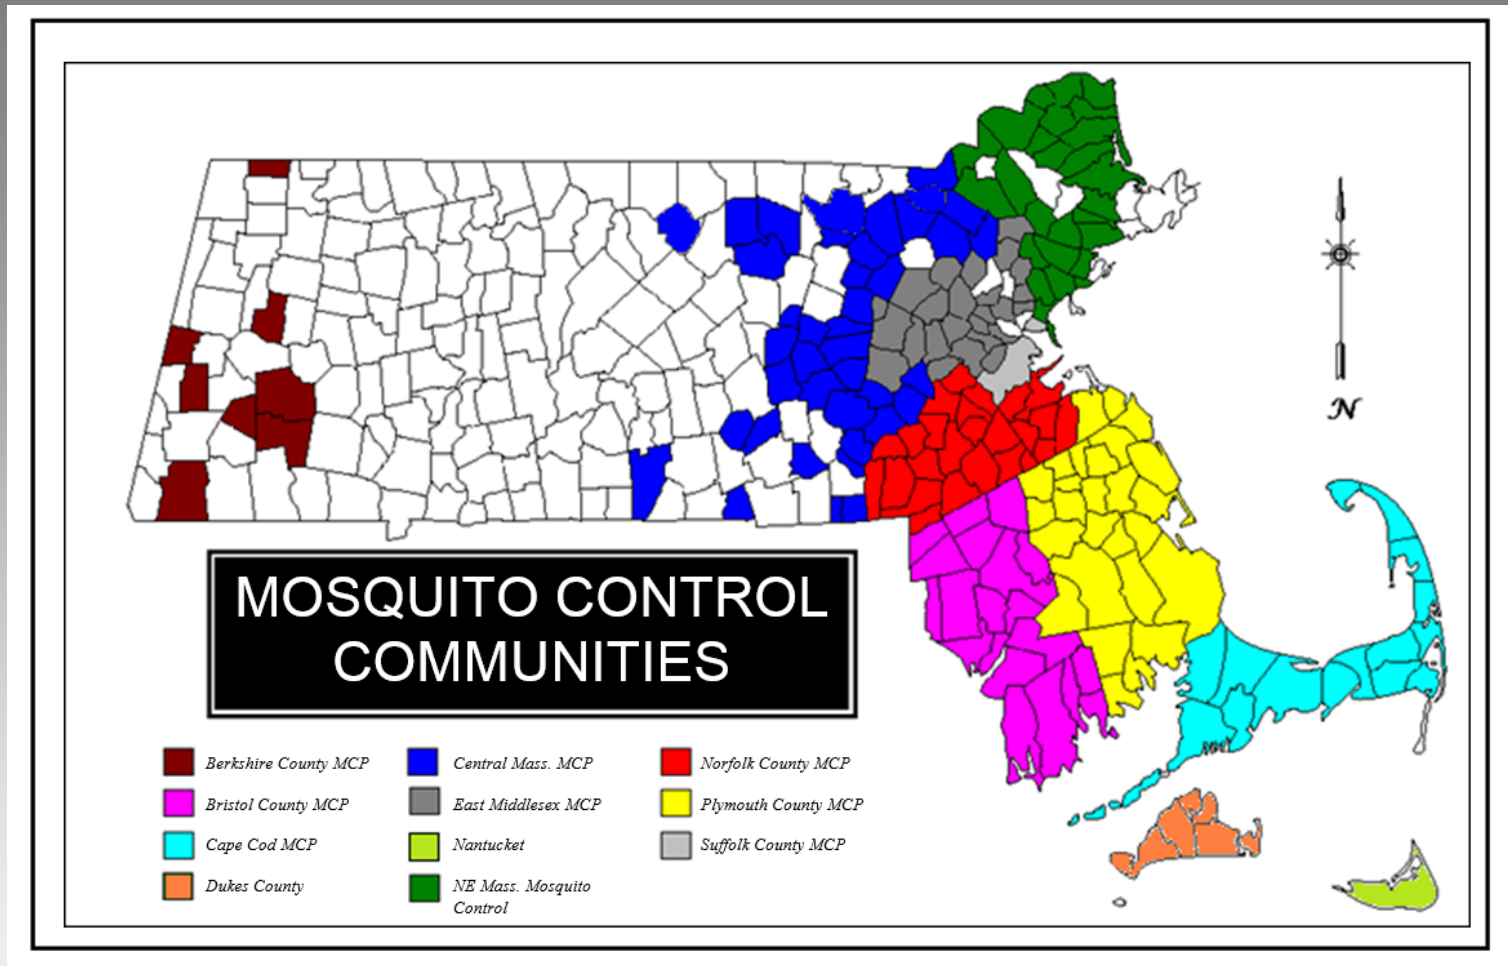 N
MOSQUITO CONTROL
COMMUNITIES
Berkshire County MCP
Central Mass. MCP
Norfolk County MCP
Bristol County MCP
East Middlesex MCP
Plymouth County MCP
Cape Cod MCP
Nantucket
Suffolk County MCP
Dukes County
NE Mass. Mosquito
Control